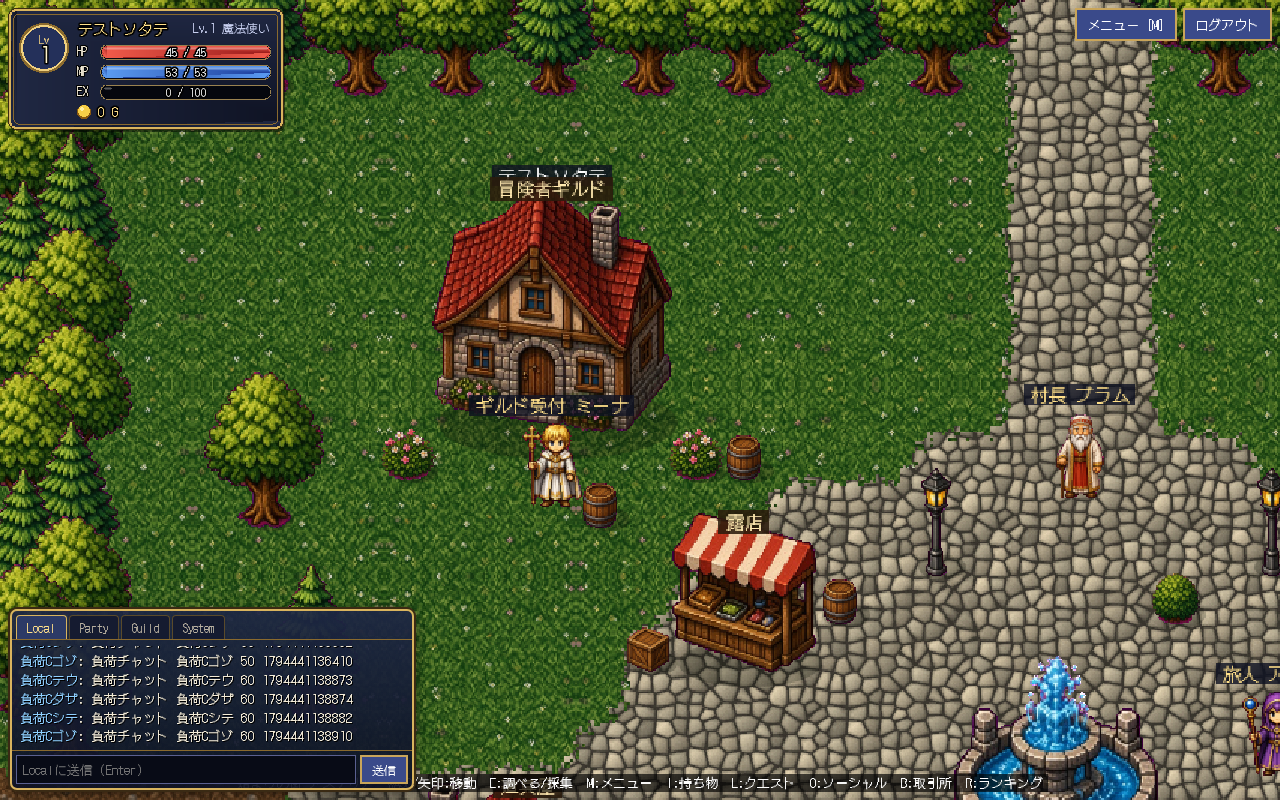 Lv
1
テストソタテ Lv.1 魔法使い
HP 45 / 45
MP 53 / 53
EX 0 / 100
0 G
メニュー [M]
ログアウト
テストソタテ
冒険者ギルド
ギルド受付 ミーナ
村長 ブラム
露店
旅人
Local Party Guild System
負荷Cゴゾ: 負荷チャット 負荷Cゴゾ 50 1794441136410
負荷Cテウ: 負荷チャット 負荷Cテウ 60 1794441138873
負荷Cダザ: 負荷チャット 負荷Cダザ 60 1794441138874
負荷Cシテ: 負荷チャット 負荷Cシテ 60 1794441138882
負荷Cゴゾ: 負荷チャット 負荷Cゴゾ 60 1794441138910
Localに送信 (Enter)
送信
矢印:移動 E:調べる/採集 M:メニュー I:持ち物 L:クエスト O:ソーシャル B:取引所 R:ランキング